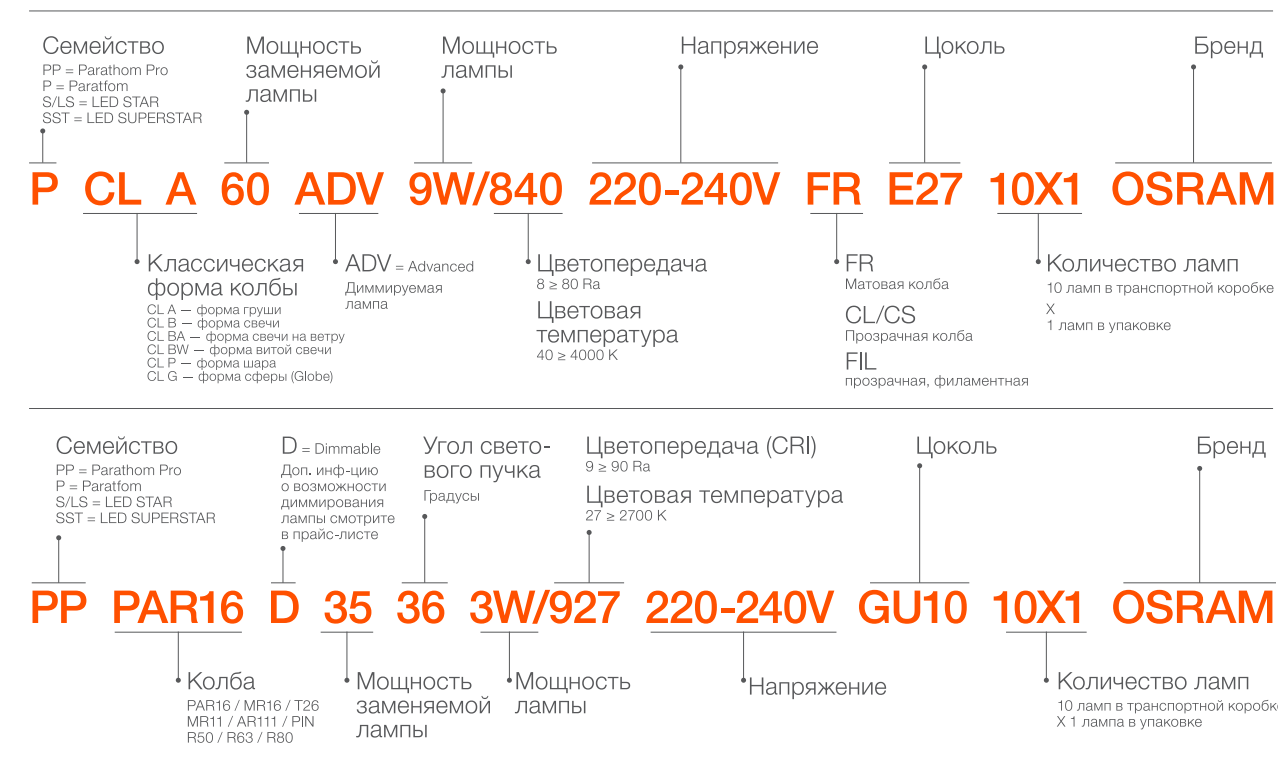 Семейство
PP = Parathom Pro
P = Paratfom
S/LS = LED STAR
SST = LED SUPERSTAR
Мощность
заменяемой
лампы
Мощность
лампы
Напряжение
Цоколь
Бренд
P CL A 60 ADV 9W/840 220-240V FR E27 10X1 OSRAM
Классическая
форма колбы
CL A — форма груши
CL B — форма свечи
CL BA — форма свечи на ветру
CL BW — форма витой свечи
CL P — форма шара
CL G — форма сферы (Globe)
ADV = Advanced
Диммируемая
лампа
Цветопередача
8 ≥ 80 Ra
Цветовая
температура
40 ≥ 4000 K
FR
Матовая колба
CL/CS
Прозрачная колба
FIL
прозрачная, филаментная
Количество ламп
10 ламп в транспортной коробке
X
1 ламп в упаковке
Семейство
PP = Parathom Pro
P = Paratfom
S/LS = LED STAR
SST = LED SUPERSTAR
D = Dimmable
Доп. инф-цию
о возможности
диммирования
лампы смотрите
в прайс-листе
Угол свето-
вого пучка
Градусы
Цветопередача (CRI)
9 ≥ 90 Ra
Цветовая температура
27 ≥ 2700 K
Цоколь
Бренд
PP PAR16 D 35 36 3W/927 220-240V GU10 10X1 OSRAM
Колба
PAR16 / MR16 / T26
MR11 / AR111 / PIN
R50 / R63 / R80
Мощность
заменяемой
лампы
Мощность
лампы
Напряжение
Количество ламп
10 ламп в транспортной коробке
X 1 лампа в упаковке